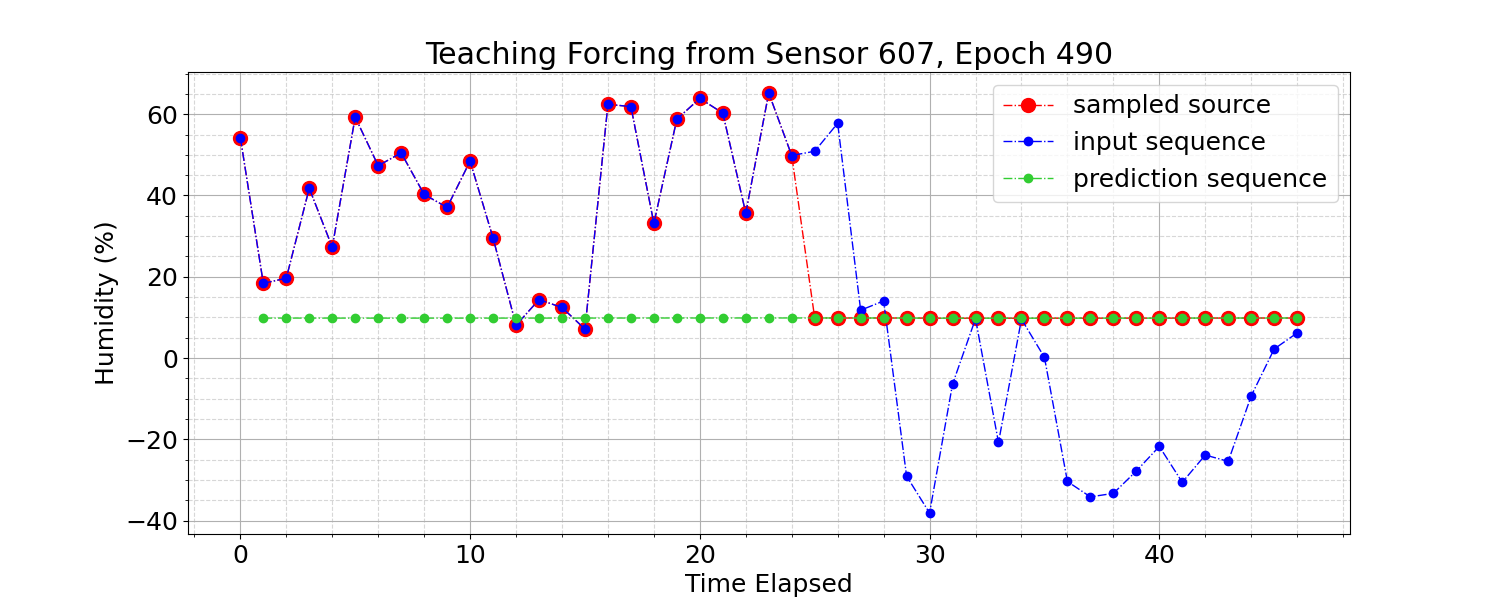 Teaching Forcing from Sensor 607, Epoch 490
sampled source
input sequence
prediction sequence
Humidity (%)
60
40
20
0
−20
−40
0 10 20 30 40
Time Elapsed